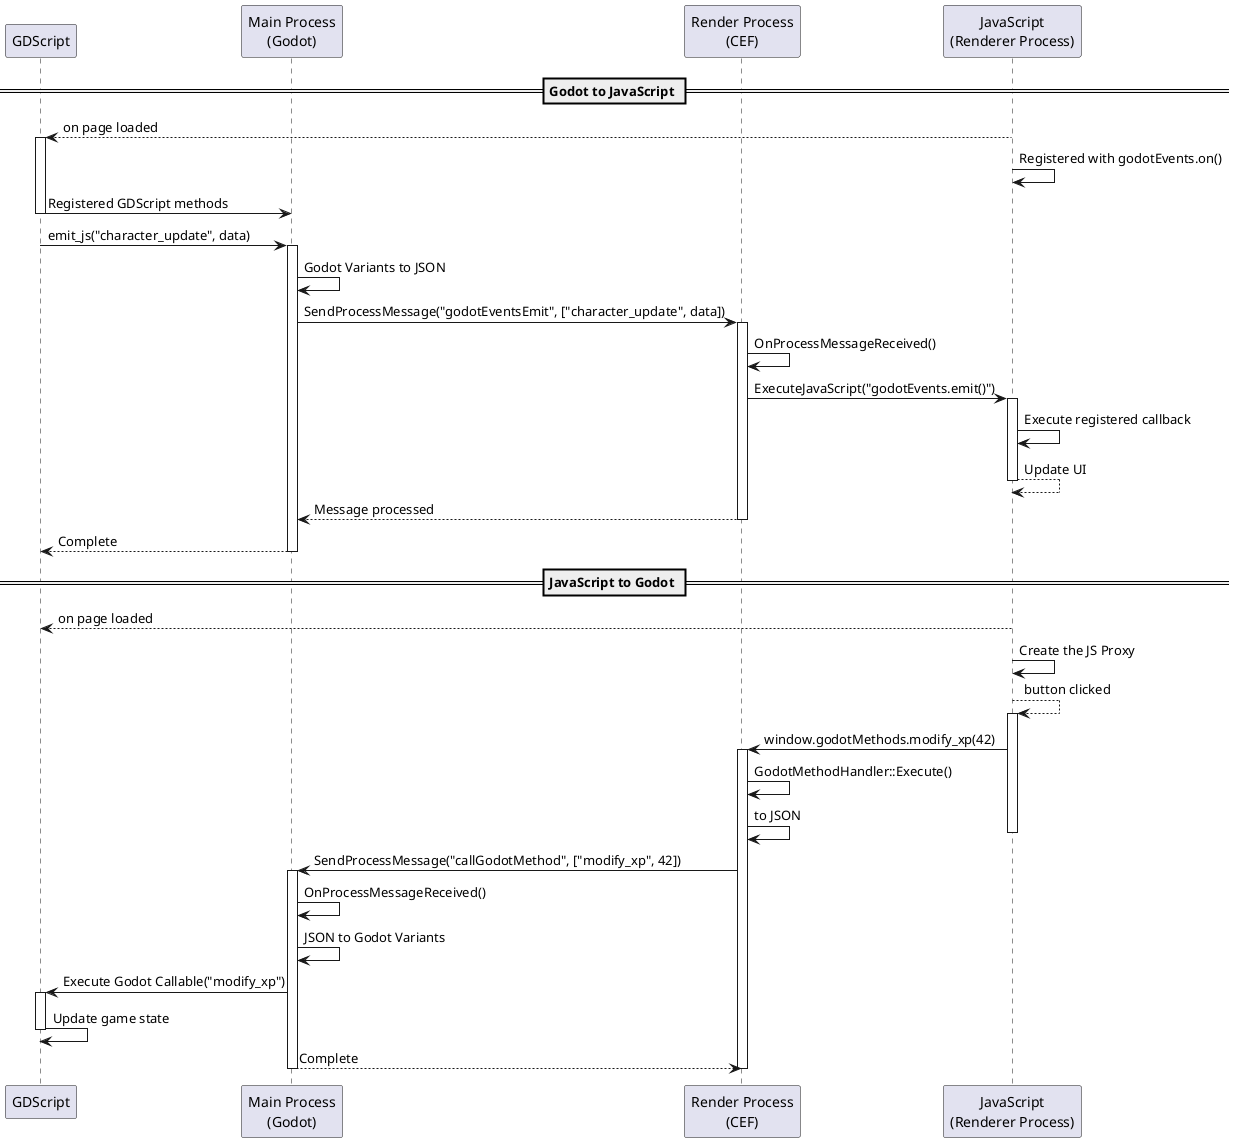 GDScript
Main Process
(Godot)
Render Process
(CEF)
JavaScript
(Renderer Process)
Godot to JavaScript
on page loaded
Registered with godotEvents.on()
Registered GDScript methods
emit_js("character_update", data)
Godot Variants to JSON
SendProcessMessage("godotEventsEmit", ["character_update", data])
OnProcessMessageReceived()
ExecuteJavaScript("godotEvents.emit()")
Execute registered callback
Update UI
Message processed
Complete
JavaScript to Godot
on page loaded
Create the JS Proxy
button clicked
window.godotMethods.modify_xp(42)
GodotMethodHandler::Execute()
to JSON
SendProcessMessage("callGodotMethod", ["modify_xp", 42])
OnProcessMessageReceived()
JSON to Godot Variants
Execute Godot Callable("modify_xp")
Update game state
Complete
GDScript
Main Process
(Godot)
Render Process
(CEF)
JavaScript
(Renderer Process)